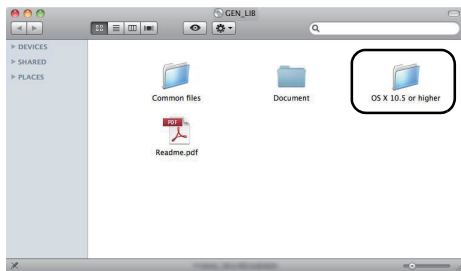 GEN_LIB
DEVICES
SHARED
PLACES
Common files
Document
OS X 10.5 or higher
PDF
Readme.pdf